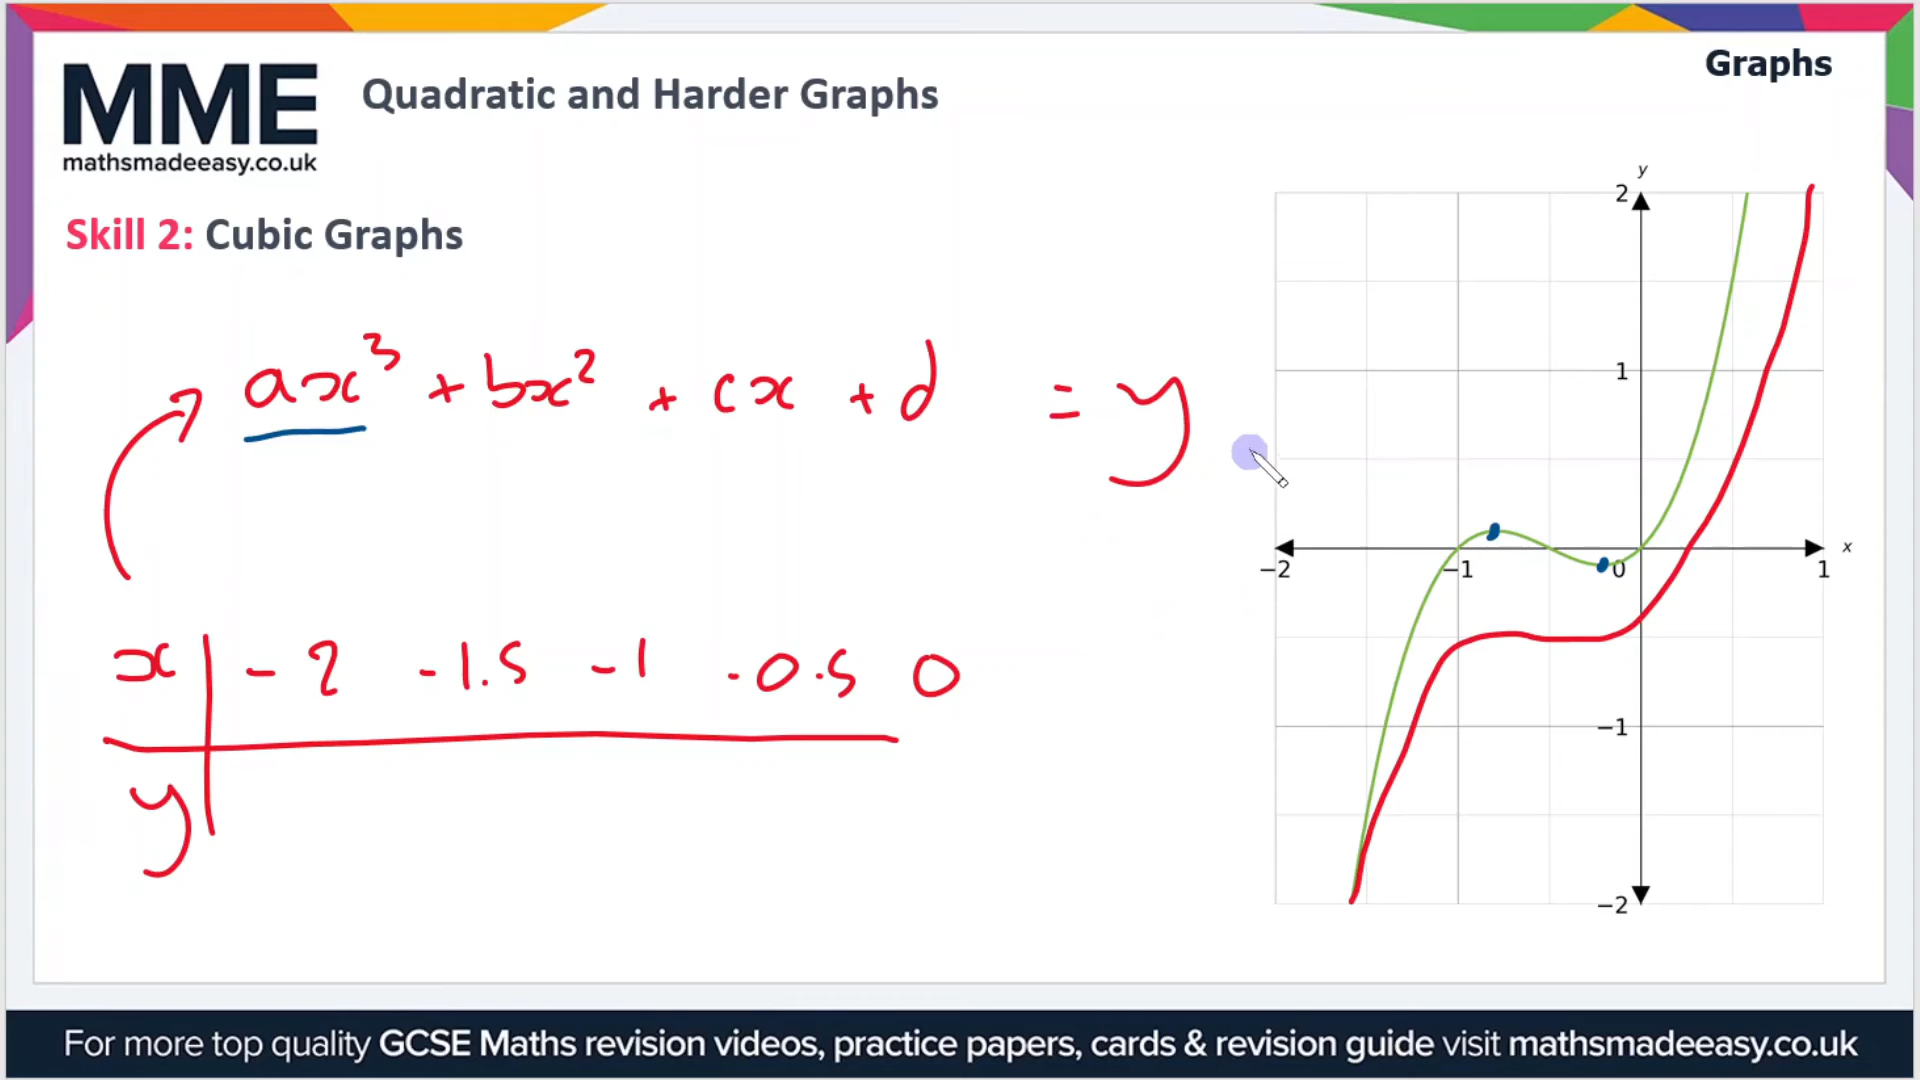 Graphs
MME
mathsmadeeasy.co.uk
Quadratic and Harder Graphs
Skill 2: Cubic Graphs
ax³ + bx² + cx + d = y
x -2 -1.5 -1 -0.5 0
y
y
2
1
-2 -1 0 1 x
-1
-2
For more top quality GCSE Maths revision videos, practice papers, cards & revision guide visit mathsmadeeasy.co.uk